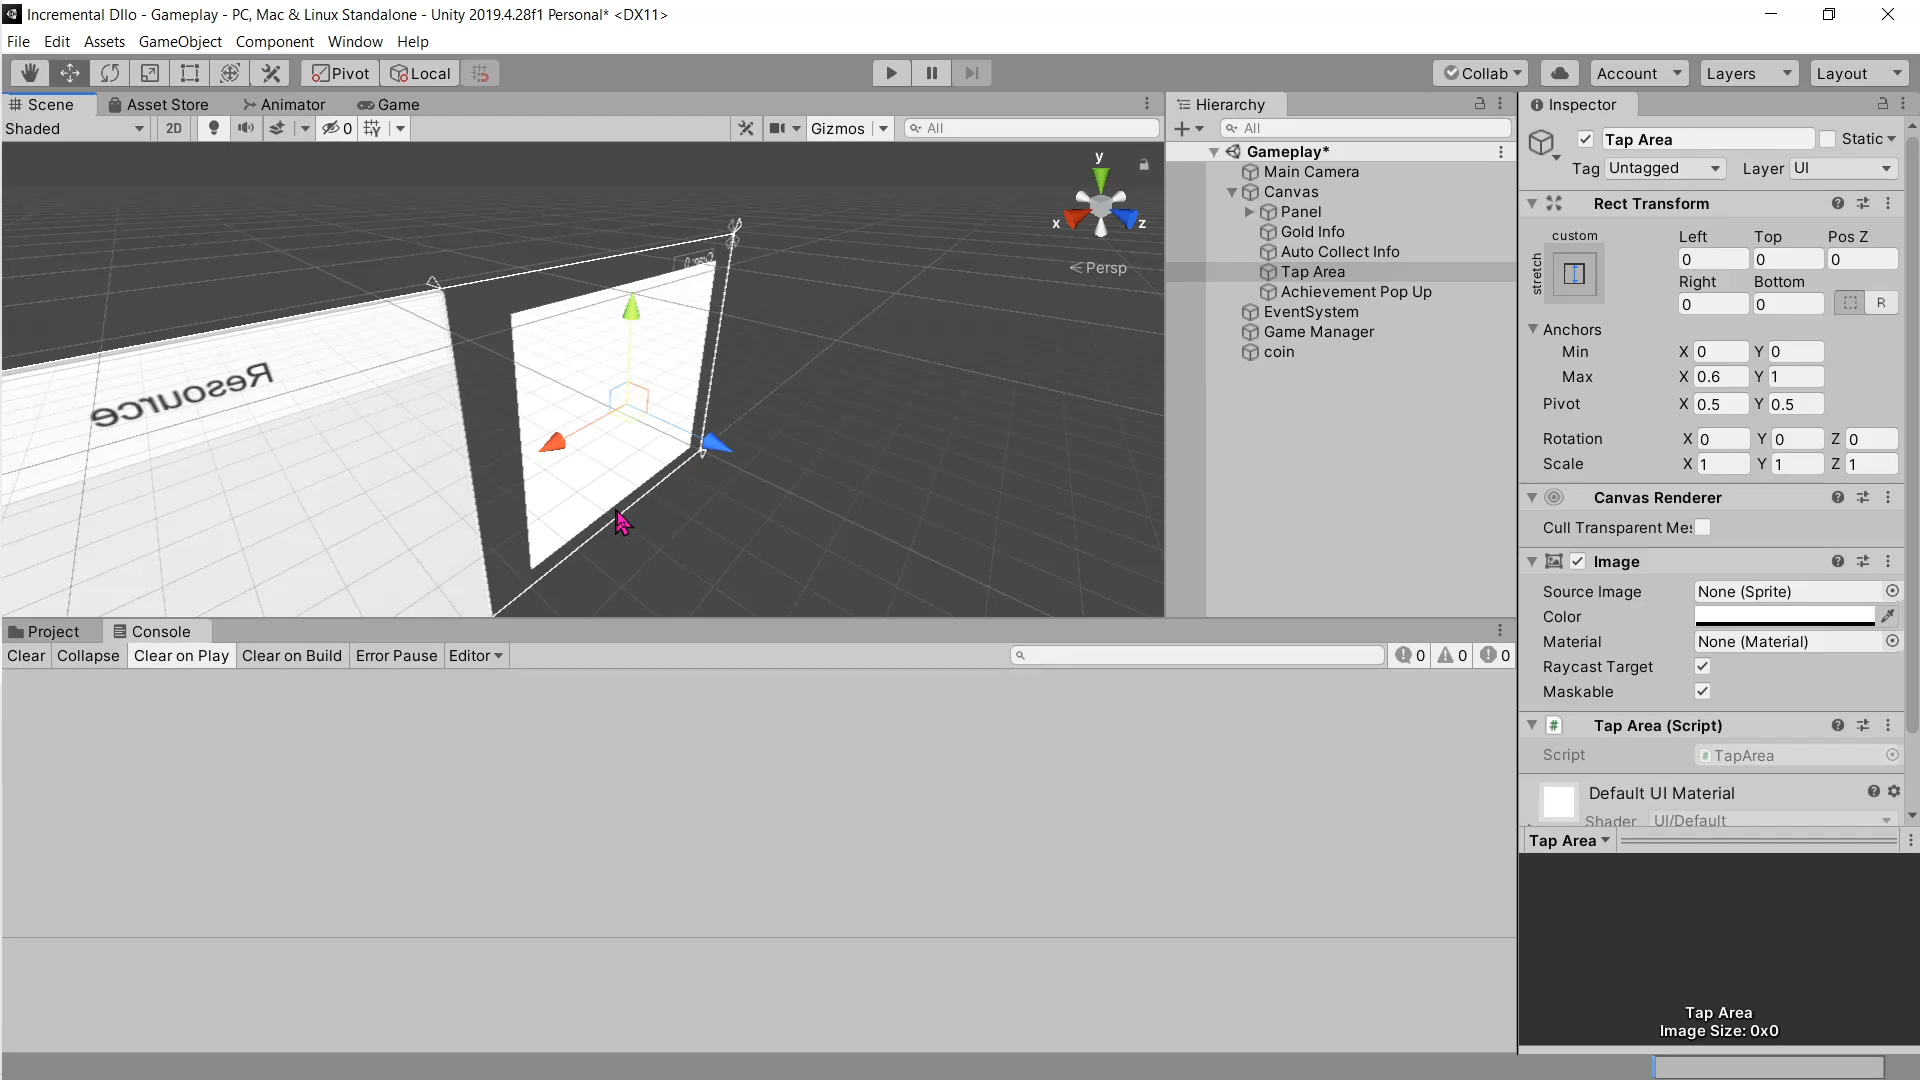 Incremental Dllo - Gameplay - PC, Mac & Linux Standalone - Unity 2019.4.28f1 Personal* <DX11>
File Edit Assets GameObject Component Window Help
Pivot Local Collab Account Layers Layout
Scene Asset Store Animator Game
Shaded 2D 0 Gizmos All
y
x z
Persp
Resource
Hierarchy
All
Gameplay*
Main Camera
Canvas
Panel
Gold Info
Auto Collect Info
Tap Area
Achievement Pop Up
EventSystem
Game Manager
coin
Project Console
Clear Collapse Clear on Play Clear on Build Error Pause Editor 0 0 0
Inspector
Tap Area Static
Tag Untagged Layer UI
Rect Transform
custom Left Top Pos Z
stretch 0 0 0
Right Bottom
0 0 R
Anchors
Min X 0 Y 0
Max X 0.6 Y 1
Pivot X 0.5 Y 0.5
Rotation X 0 Y 0 Z 0
Scale X 1 Y 1 Z 1
Canvas Renderer
Cull Transparent Me
Image
Source Image None (Sprite)
Color
Material None (Material)
Raycast Target
Maskable
Tap Area (Script)
Script TapArea
Default UI Material
Shader UI/Default
Tap Area
Tap Area
Image Size: 0x0